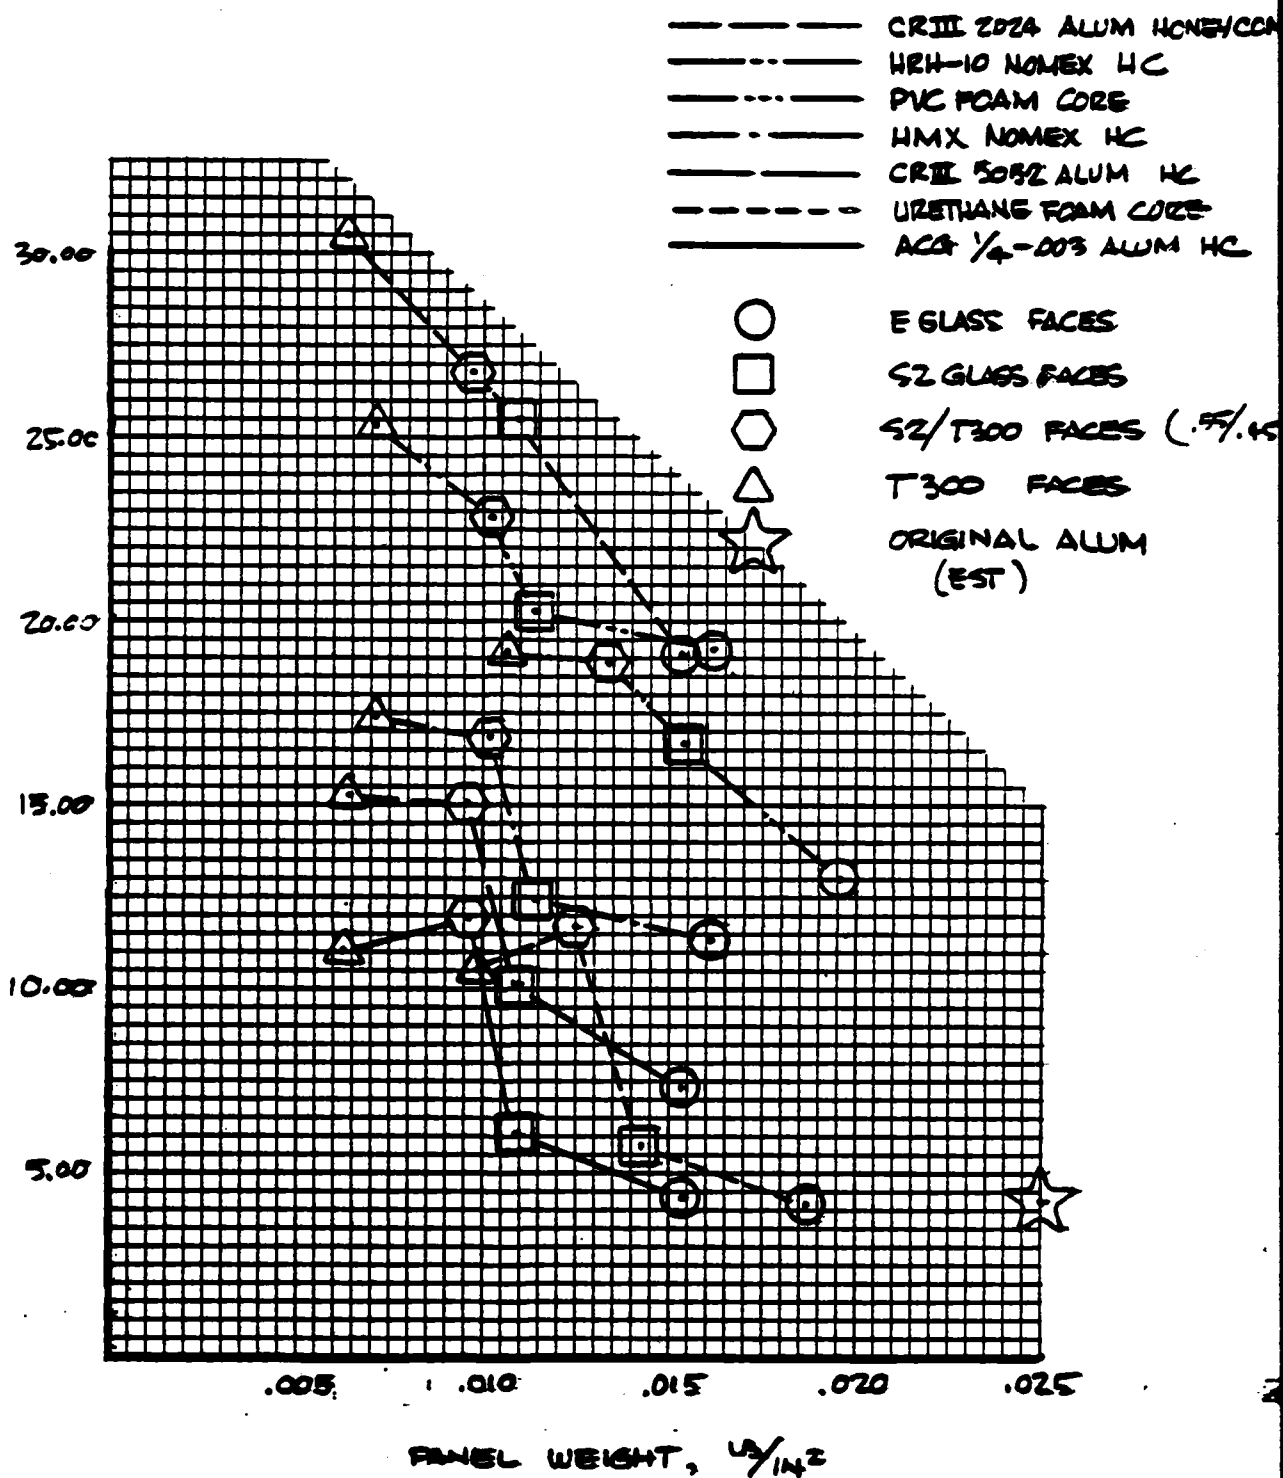 CRIII 2024 ALUM HONEYCOM
HRH-10 NOMEX HC
PVC FOAM CORE
HMX NOMEX HC
CRIII 5052 ALUM HC
URETHANE FOAM CORE
ACG 1/4-.003 ALUM HC
E GLASS FACES
S2 GLASS FACES
S2/T300 FACES (.55/.45
T300 FACES
ORIGINAL ALUM
(EST)
30.00
25.00
20.00
15.00
10.00
5.00
.005 .010 .015 .020 .025
PANEL WEIGHT, LB/IN2